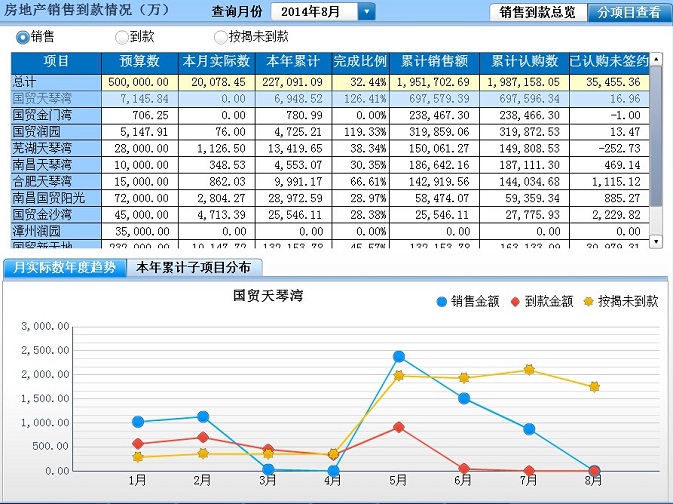 房地产销售到款情况（万） 查询月份 2014年8月 销售到款总览 分项目查看
销售 到款 按揭未到款
项目 预算数 本月实际数 本年累计 完成比例 累计销售额 累计认购数 已认购未签约
总计 500,000.00 20,078.45 227,091.09 32.44% 1,951,702.69 1,987,158.05 35,455.36
国贸天琴湾 7,145.84 0.00 6,948.52 126.41% 697,579.39 697,596.34 16.96
国贸金门湾 706.25 0.00 780.99 0.00% 238,467.30 238,466.30 -1.00
国贸润园 5,147.91 76.00 4,725.21 119.33% 319,859.06 319,872.53 13.47
芜湖天琴湾 28,000.00 1,126.50 13,419.65 38.34% 150,061.27 149,808.53 -252.73
南昌天琴湾 10,000.00 348.53 4,553.07 30.35% 186,642.16 187,111.30 469.14
合肥天琴湾 15,000.00 862.03 9,991.17 66.61% 142,919.56 144,034.68 1,115.12
南昌国贸阳光 72,000.00 2,804.27 28,972.59 28.97% 58,474.07 59,359.34 885.27
国贸金沙湾 45,000.00 4,713.39 25,546.11 28.38% 25,546.11 27,775.93 2,229.82
漳州润园 35,000.00 0.00 0.00 0.00% 0.00 0.00 0.00
国贸新天地 232,000.00 10,147.72 132,153.78 45.57% 132,153.78 163,133.09 30,979.31
月实际数年度趋势 本年累计子项目分布
国贸天琴湾
销售金额 到款金额 按揭未到款
3,000.00
2,500.00
2,000.00
1,500.00
1,000.00
500.00
0.00
1月 2月 3月 4月 5月 6月 7月 8月